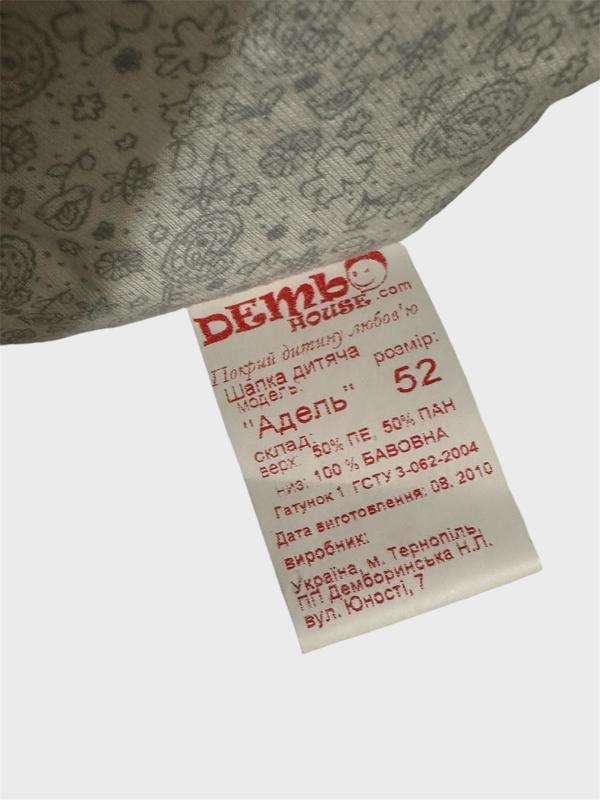 DEMBO
HOUSE.com
Покрий дитину любов'ю
Шапка дитяча розмір:
модель:
"Адель" 52
склад:
верх: 50% ПЕ, 50% ПАН
низ: 100 % БАВОВНА
Гатунок 1 ГСТУ 3-062-2004
Дата виготовлення: 08. 2010
виробник:
Україна, м. Тернопіль,
ПП Демборинська Н.Л.
вул. Юності, 7